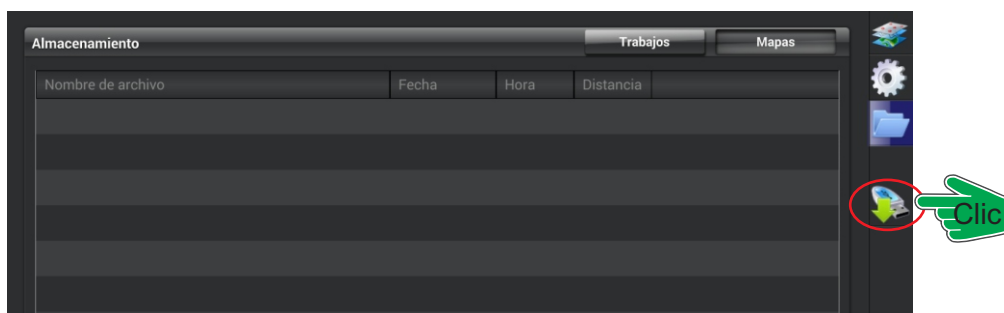 Almacenamiento Trabajos Mapas
Nombre de archivo Fecha Hora Distancia
Clic